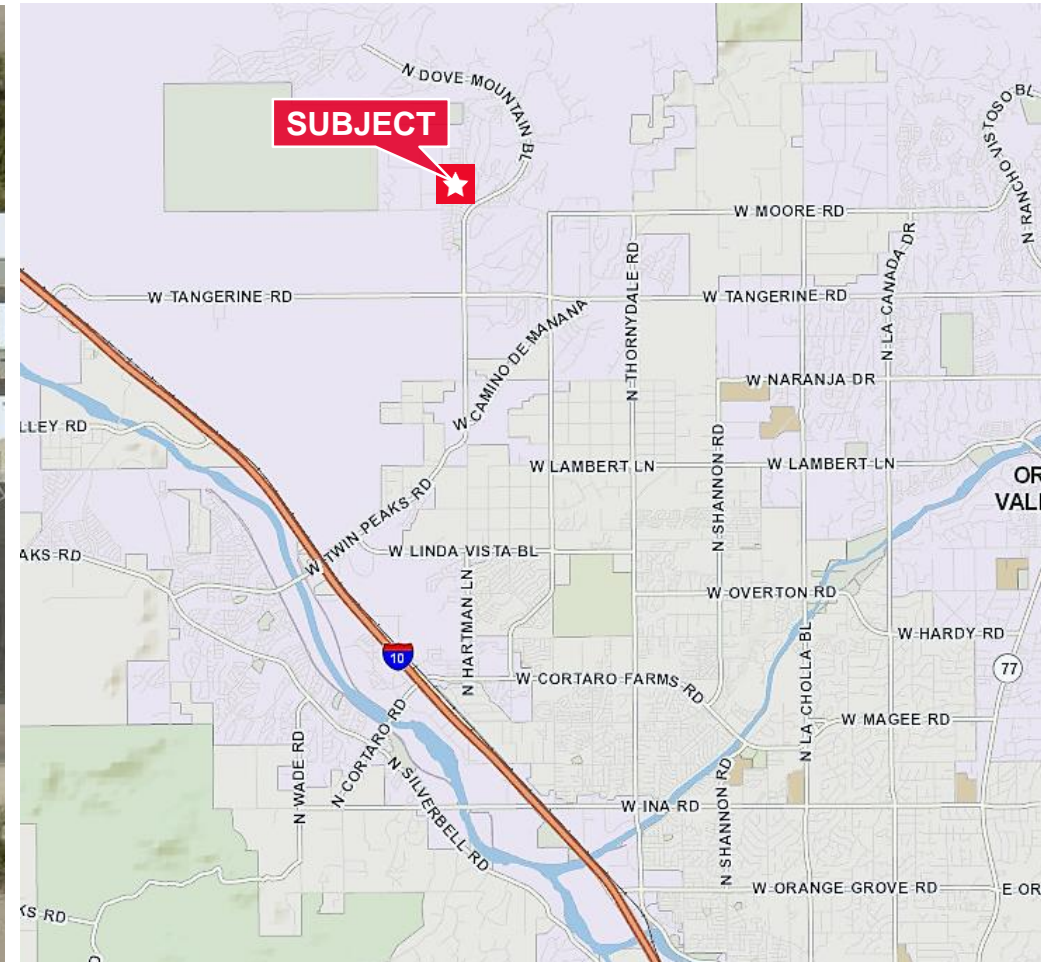 N DOVE MOUNTAIN BL
SUBJECT
N RANCHO VISTOSO BL
W MOORE RD
N RAN
N LA CANADA DR
N THORNYDALE RD
W TANGERINE RD
W TANGERINE RD
W CAMINO DE MANANA
W NARANJA DR
LLEY RD
W LAMBERT LN
W LAMBERT LN
N SHANNON RD
OR
VALL
W TWIN PEAKS RD
AKS RD
W LINDA VISTA BL
N HARTMAN LN
W OVERTON RD
N LA CHOLLA BL
W HARDY RD
10
77
W CORTARO FARMS RD
W MAGEE RD
N WADE RD
N CORTARO RD
N SILVERBELL RD
N SHANNON RD
W INA RD
W ORANGE GROVE RD
E OR
KS RD